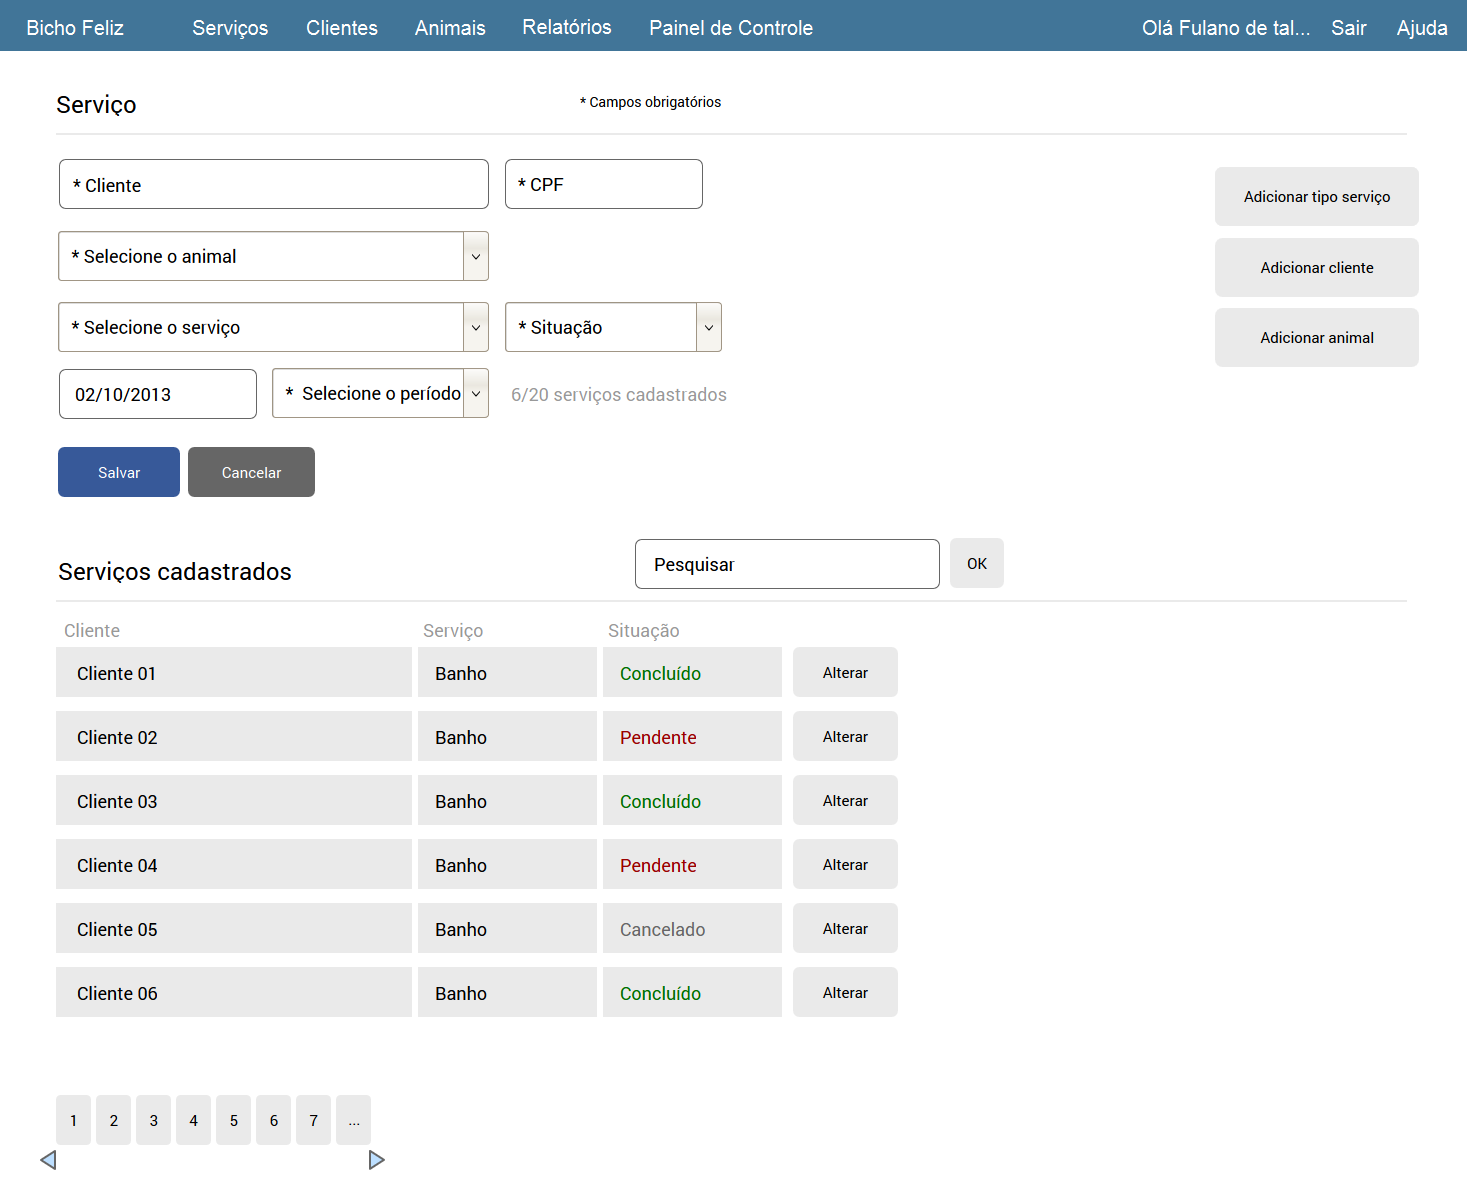 Bicho Feliz Serviços Clientes Animais Relatórios Painel de Controle Olá Fulano de tal... Sair Ajuda
Serviço * Campos obrigatórios
* Cliente * CPF
Adicionar tipo serviço
* Selecione o animal
Adicionar cliente
* Selecione o serviço * Situação
Adicionar animal
02/10/2013 * Selecione o período 6/20 serviços cadastrados
Salvar Cancelar
Serviços cadastrados Pesquisar OK
Cliente Serviço Situação
Cliente 01 Banho Concluído Alterar
Cliente 02 Banho Pendente Alterar
Cliente 03 Banho Concluído Alterar
Cliente 04 Banho Pendente Alterar
Cliente 05 Banho Cancelado Alterar
Cliente 06 Banho Concluído Alterar
1 2 3 4 5 6 7 ...